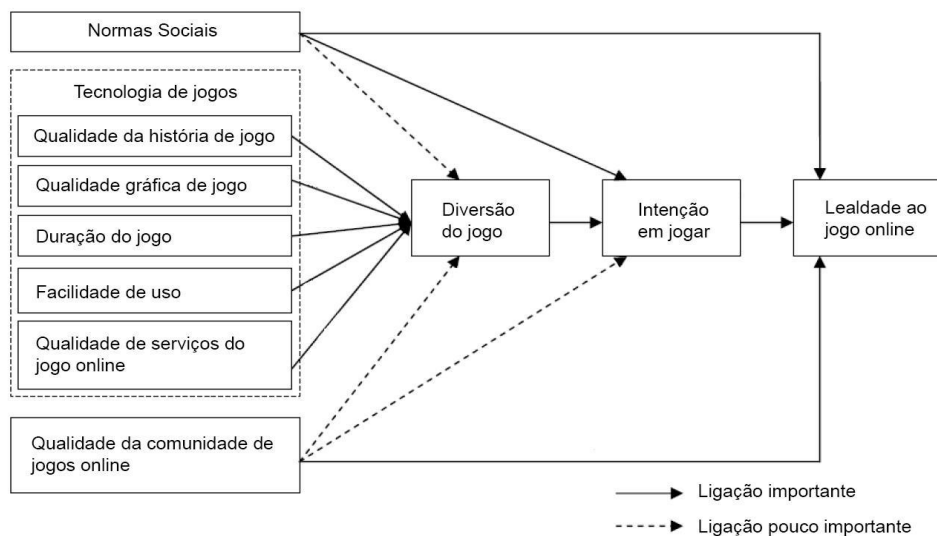 Normas Sociais
Tecnologia de jogos
Qualidade da história de jogo
Qualidade gráfica de jogo
Duração do jogo
Facilidade de uso
Qualidade de serviços do
jogo online
Qualidade da comunidade de
jogos online
Diversão
do jogo
Intenção
em jogar
Lealdade ao
jogo online
Ligação importante
Ligação pouco importante